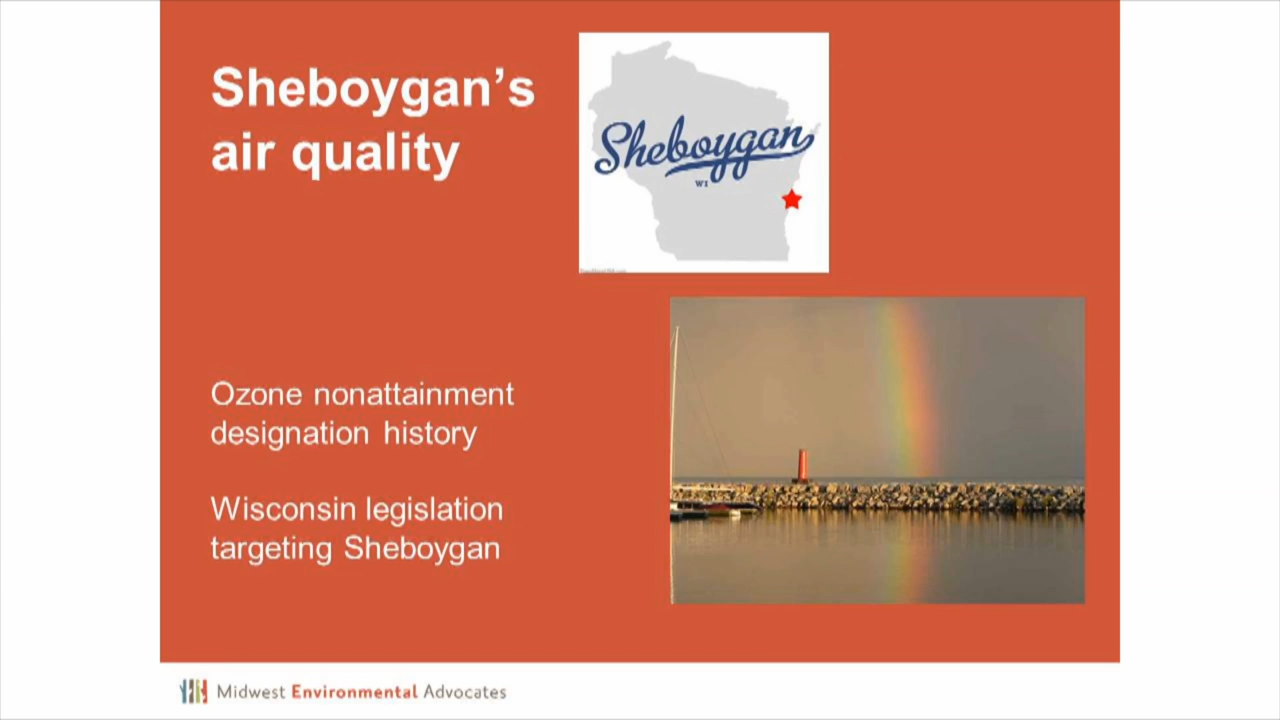 Sheboygan’s
air quality
Sheboygan
WI
Ozone nonattainment
designation history
Wisconsin legislation
targeting Sheboygan
Midwest Environmental Advocates